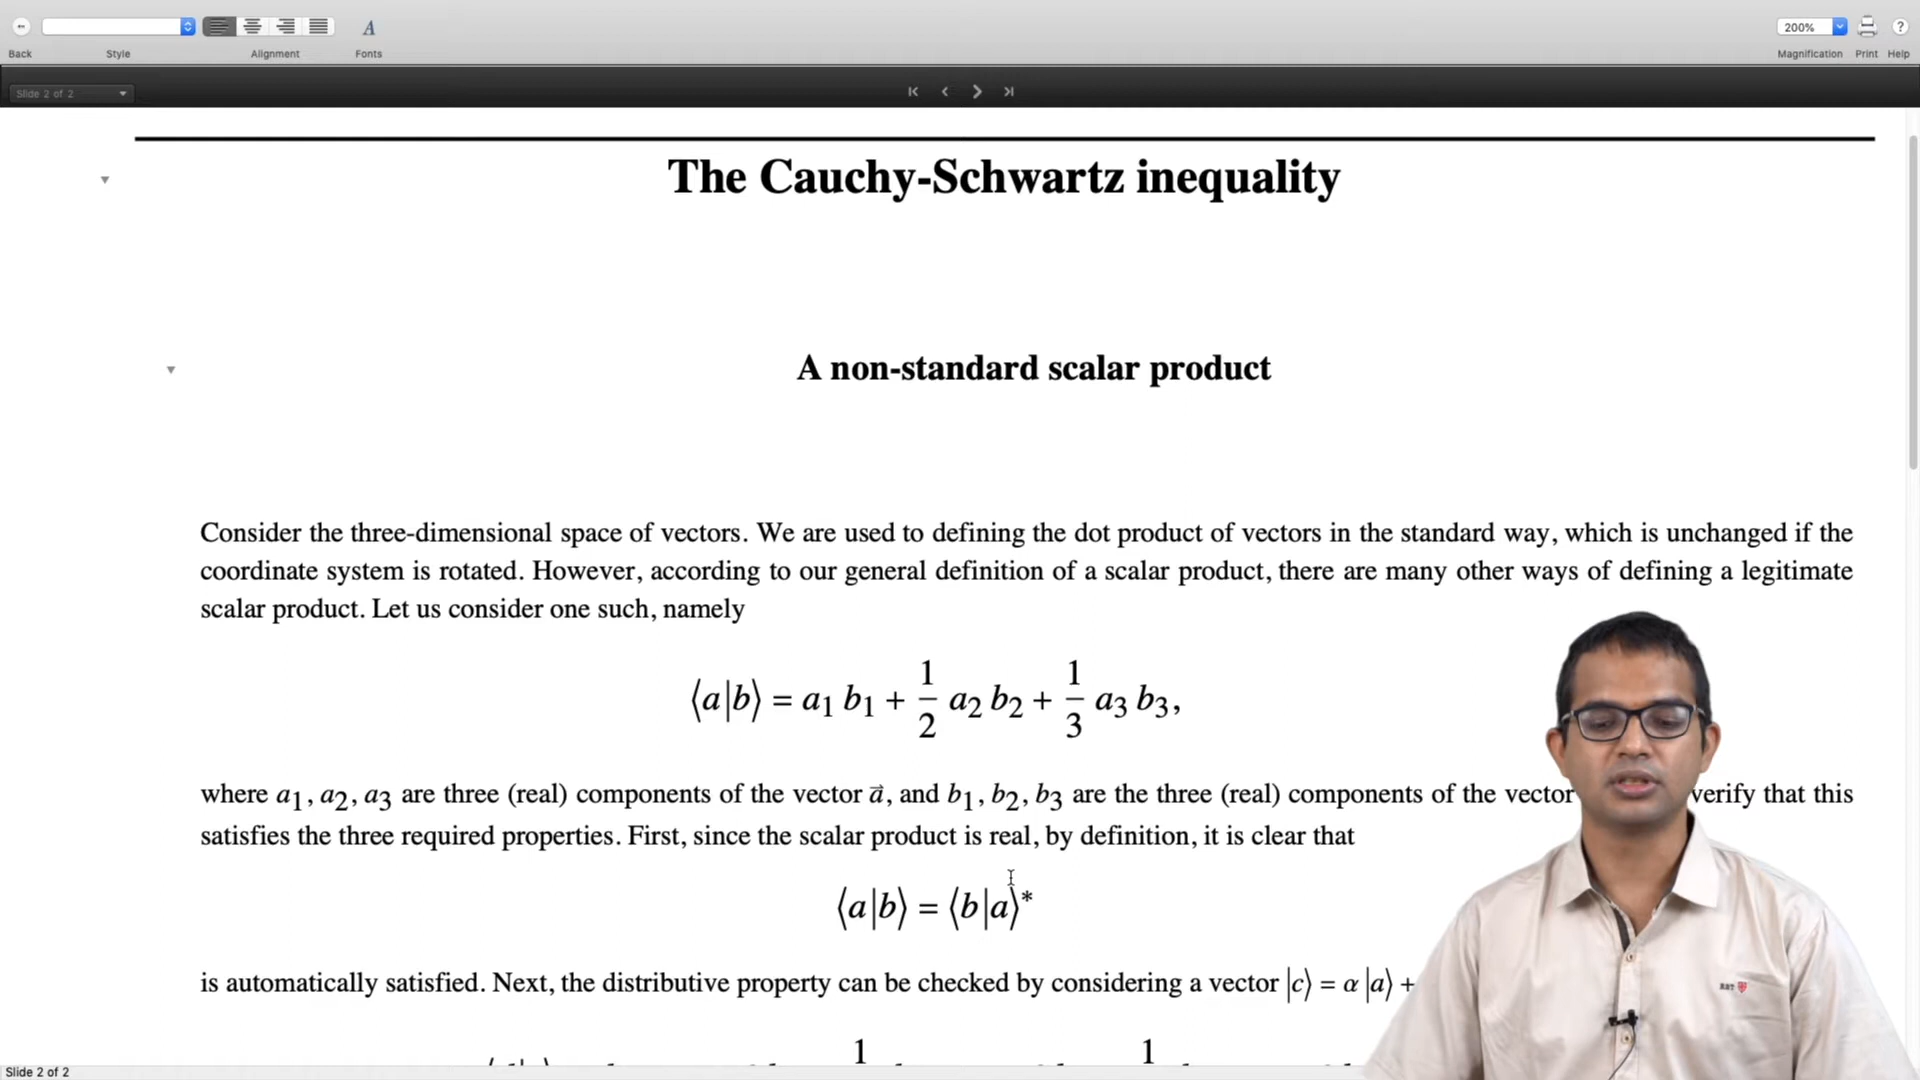 200%
Back Style Alignment Fonts Magnification Print Help
Slide 2 of 2
The Cauchy-Schwartz inequality
A non-standard scalar product
Consider the three-dimensional space of vectors. We are used to defining the dot product of vectors in the standard way, which is unchanged if the
coordinate system is rotated. However, according to our general definition of a scalar product, there are many other ways of defining a legitimate
scalar product. Let us consider one such, namely
⟨a|b⟩ = a₁ b₁ + 1/2 a₂ b₂ + 1/3 a₃ b₃,
where a₁, a₂, a₃ are three (real) components of the vector a⃗, and b₁, b₂, b₃ are the three (real) components of the vector verify that this
satisfies the three required properties. First, since the scalar product is real, by definition, it is clear that
⟨a|b⟩ = ⟨b|a⟩*
is automatically satisfied. Next, the distributive property can be checked by considering a vector |c⟩ = α |a⟩ +
1 1
Slide 2 of 2